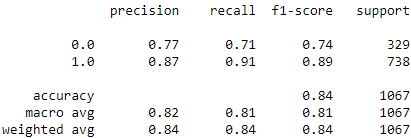 precision recall f1-score support
0.0 0.77 0.71 0.74 329
1.0 0.87 0.91 0.89 738
accuracy 0.84 1067
macro avg 0.82 0.81 0.81 1067
weighted avg 0.84 0.84 0.84 1067